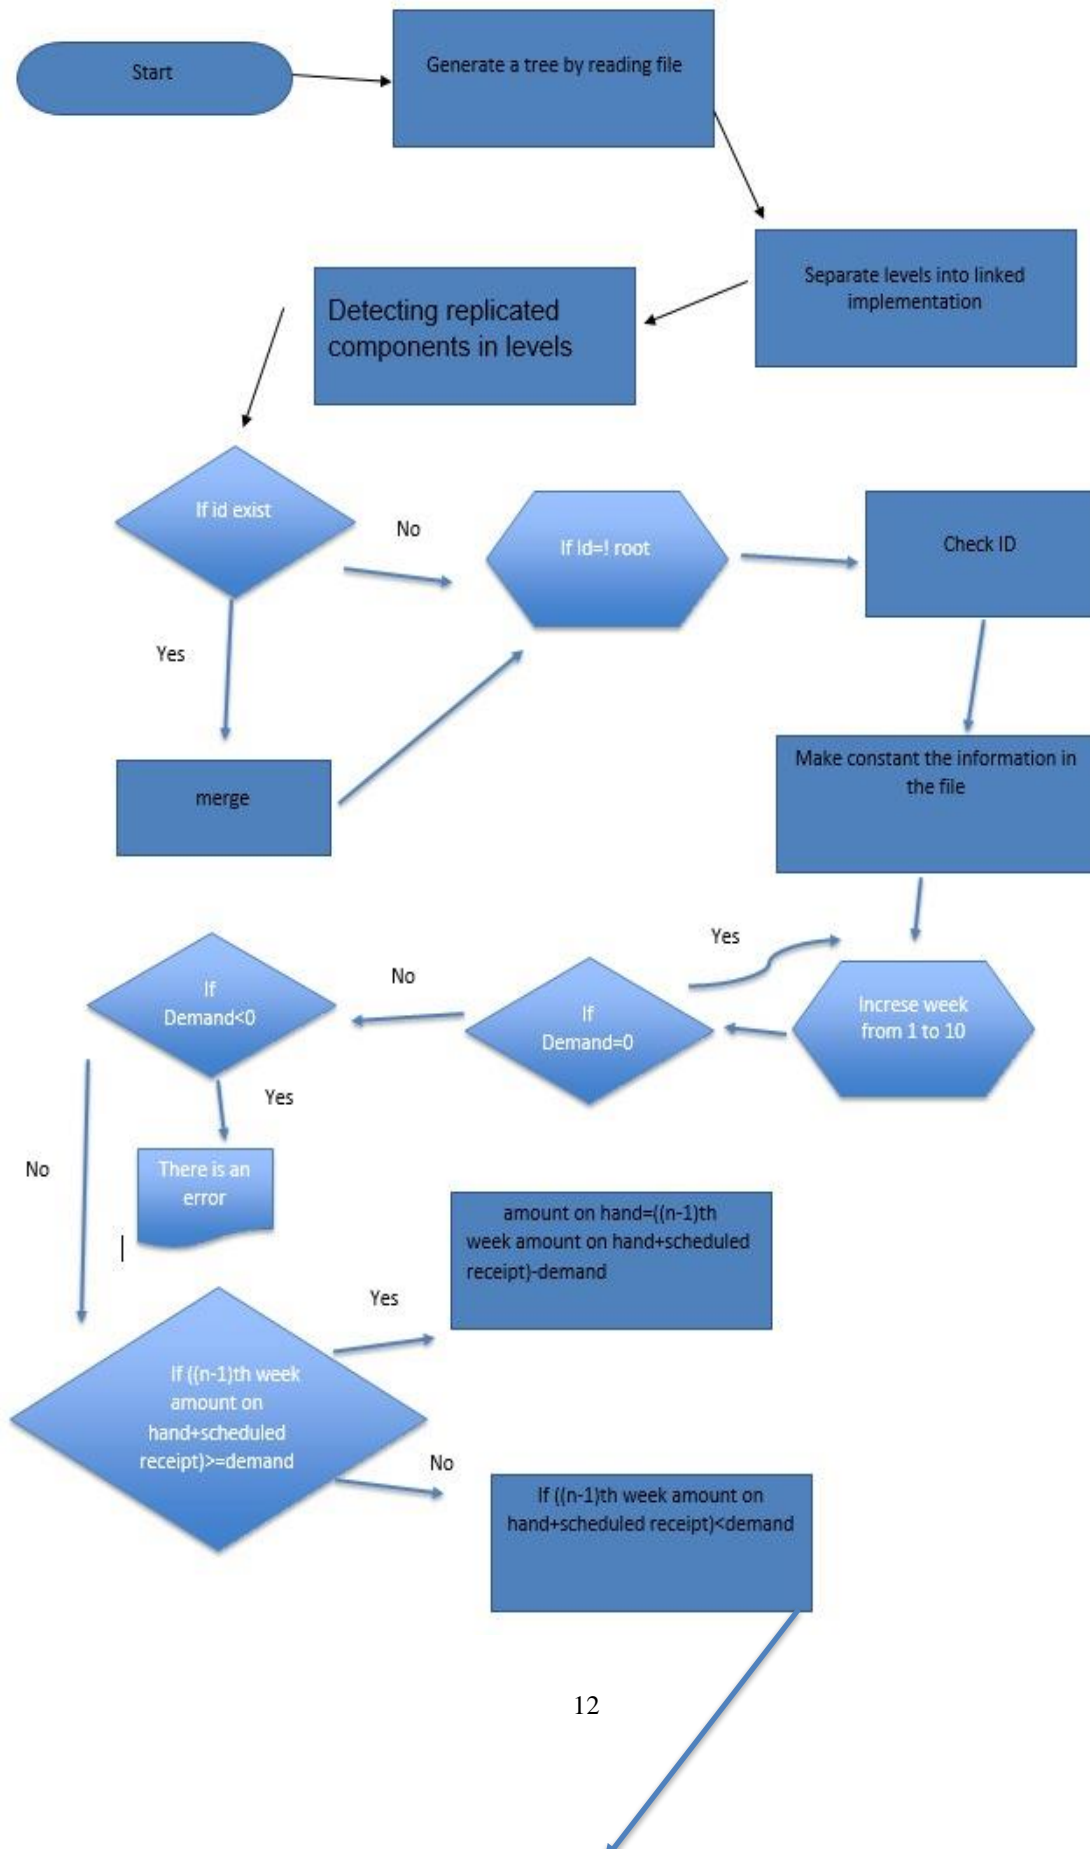 Start
Generate a tree by reading file
Separate levels into linked
implementation
Detecting replicated
components in levels
If id exist
No
If Id=! root
Check ID
Yes
merge
Make constant the information in
the file
Yes
Increse week
from 1 to 10
If
Demand=0
No
If
Demand<0
Yes
There is an
error
No
amount on hand=((n-1)th
week amount on hand+scheduled
receipt)-demand
Yes
If ((n-1)th week
amount on
hand+scheduled
receipt)>=demand
No
If ((n-1)th week amount on
hand+scheduled receipt)<demand
12